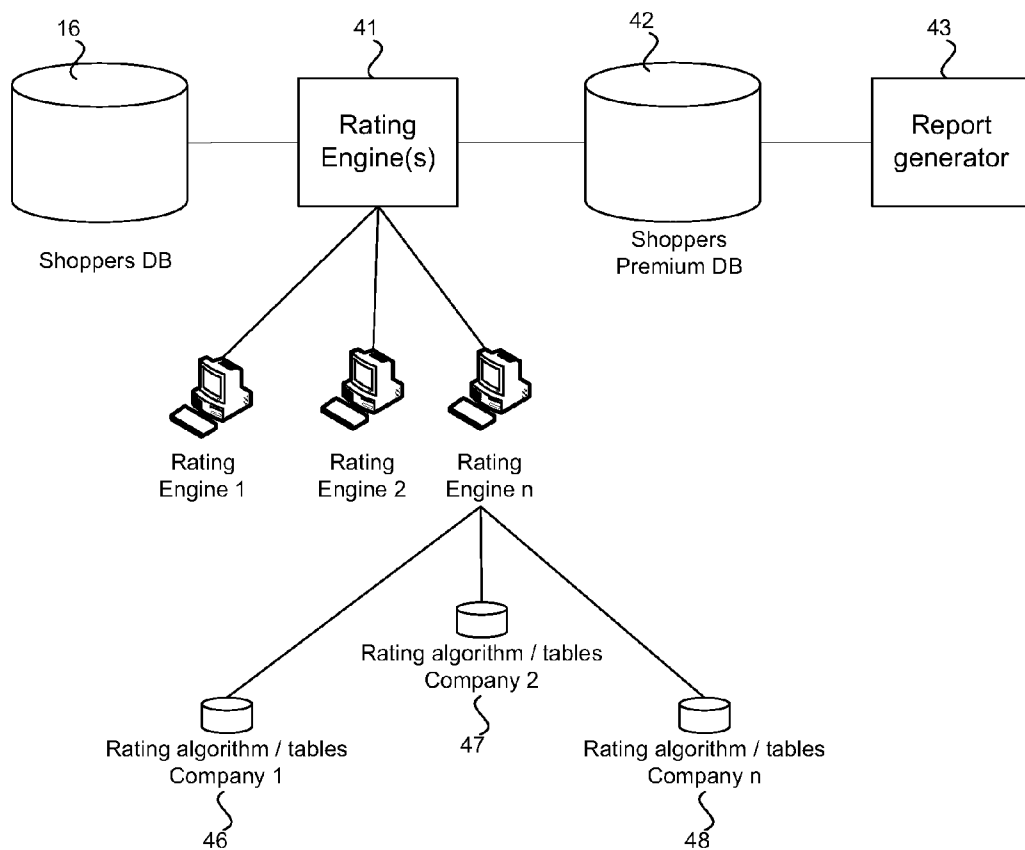 16
41
42
43
Rating
Engine(s)
Report
generator
Shoppers DB
Shoppers
Premium DB
Rating
Engine 1
Rating
Engine 2
Rating
Engine n
Rating algorithm / tables
Company 2
47
Rating algorithm / tables
Company 1
46
Rating algorithm / tables
Company n
48